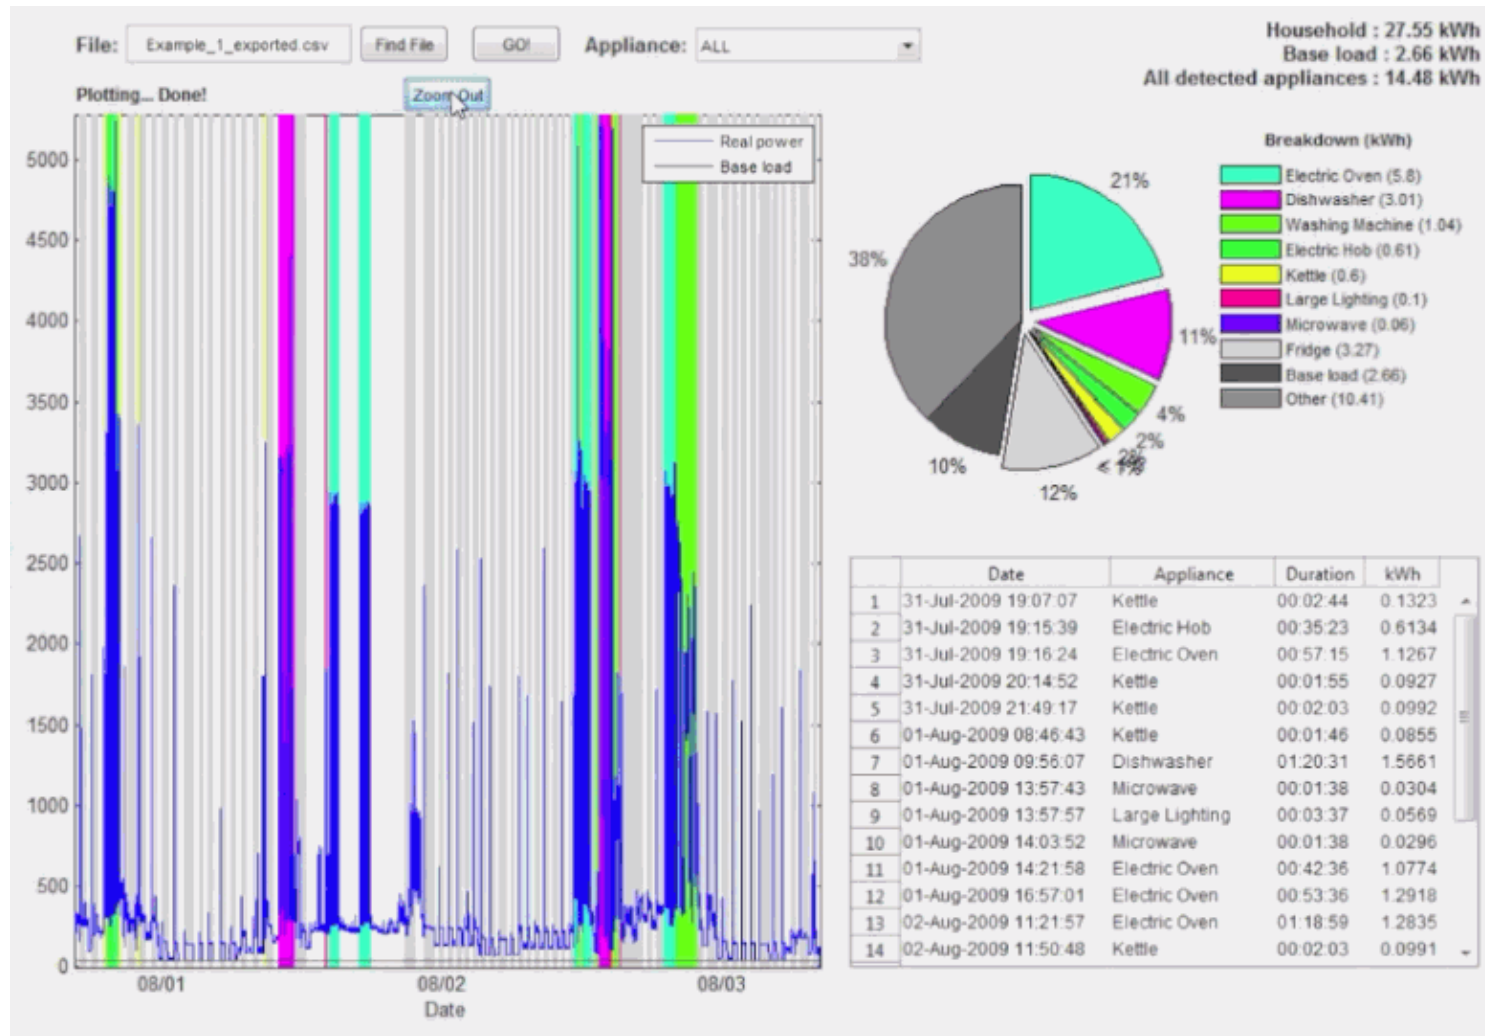 File: Example_1_exported.csv Find File GO! Appliance: ALL
Household : 27.55 kWh
Base load : 2.66 kWh
All detected appliances : 14.48 kWh
Plotting... Done!
Zoom Out
Real power
Base load
5000
4500
4000
3500
3000
2500
2000
1500
1000
500
0
08/01 08/02 08/03
Date
Breakdown (kWh)
Electric Oven (5.8)
Dishwasher (3.01)
Washing Machine (1.04)
Electric Hob (0.61)
Kettle (0.6)
Large Lighting (0.1)
Microwave (0.06)
Fridge (3.27)
Base load (2.66)
Other (10.41)
21%
11%
4%
2%
12%
10%
38%
Date Appliance Duration kWh
1 31-Jul-2009 19:07:07 Kettle 00:02:44 0.1323
2 31-Jul-2009 19:15:39 Electric Hob 00:35:23 0.6134
3 31-Jul-2009 19:16:24 Electric Oven 00:57:15 1.1267
4 31-Jul-2009 20:14:52 Kettle 00:01:55 0.0927
5 31-Jul-2009 21:49:17 Kettle 00:02:03 0.0992
6 01-Aug-2009 08:46:43 Kettle 00:01:46 0.0855
7 01-Aug-2009 09:56:07 Dishwasher 01:20:31 1.5661
8 01-Aug-2009 13:57:43 Microwave 00:01:38 0.0304
9 01-Aug-2009 13:57:57 Large Lighting 00:03:37 0.0569
10 01-Aug-2009 14:03:52 Microwave 00:01:38 0.0296
11 01-Aug-2009 14:21:58 Electric Oven 00:42:36 1.0774
12 01-Aug-2009 16:57:01 Electric Oven 00:53:36 1.2918
13 02-Aug-2009 11:21:57 Electric Oven 01:18:59 1.2835
14 02-Aug-2009 11:50:48 Kettle 00:02:03 0.0991